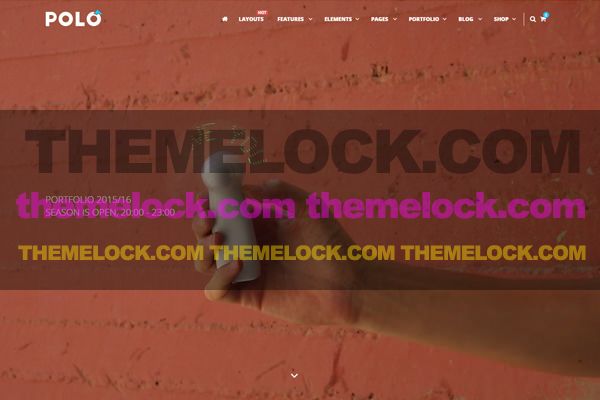 POLO
HOT
LAYOUTS FEATURES ELEMENTS PAGES PORTFOLIO BLOG SHOP
THEMELOCK.COM
PORTFOLIO 2015/16
themelock.com themelock.com
SEASON IS OPEN, 20:00 - 23:00
THEMELOCK.COM THEMELOCK.COM THEMELOCK.COM